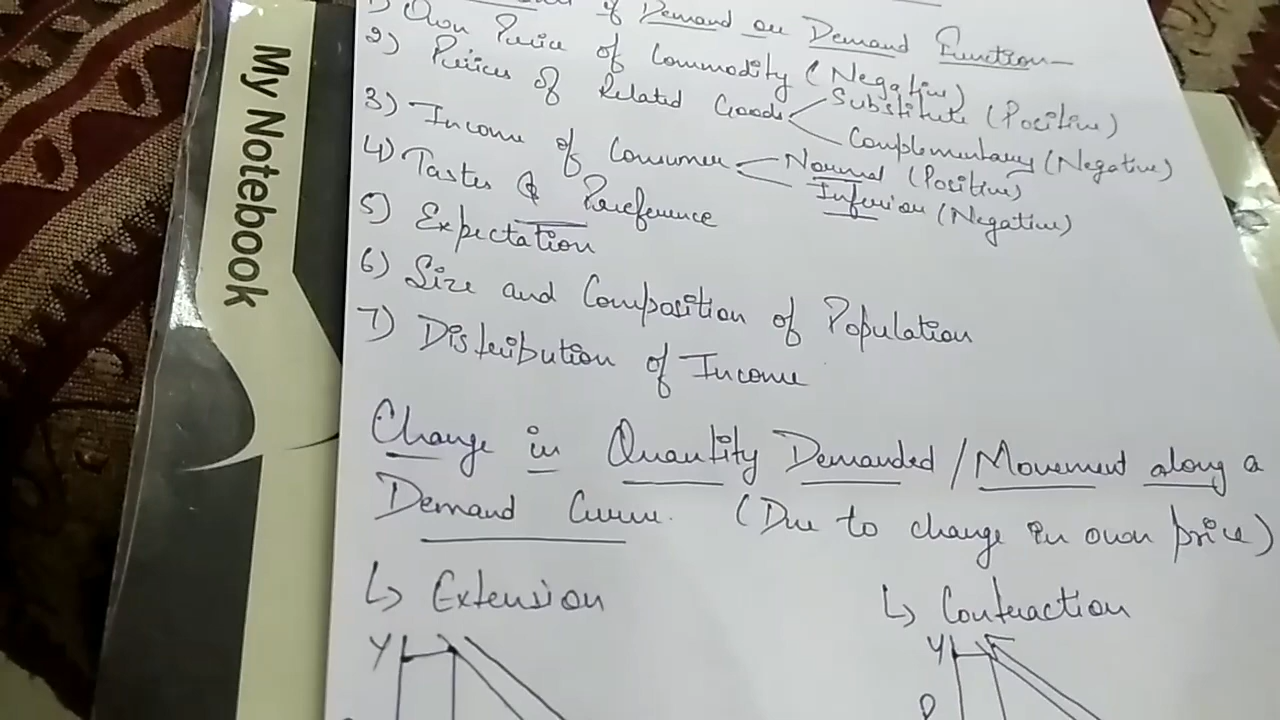 My Notebook
of Demand or Demand Function
1) Own Price of Commodity (Negative)
2) Prices of Related Goods Substitute (Positive)
Complementary (Negative)
3) Income of Consumer Normal (Positive)
Inferior (Negative)
4) Tastes & Preference
5) Expectation
6) Size and Composition of Population
7) Distribution of Income
Change in Quantity Demanded / Movement along a
Demand Curve. (Due to change in own price)
↳ Extension ↳ Contraction
Y Y
P